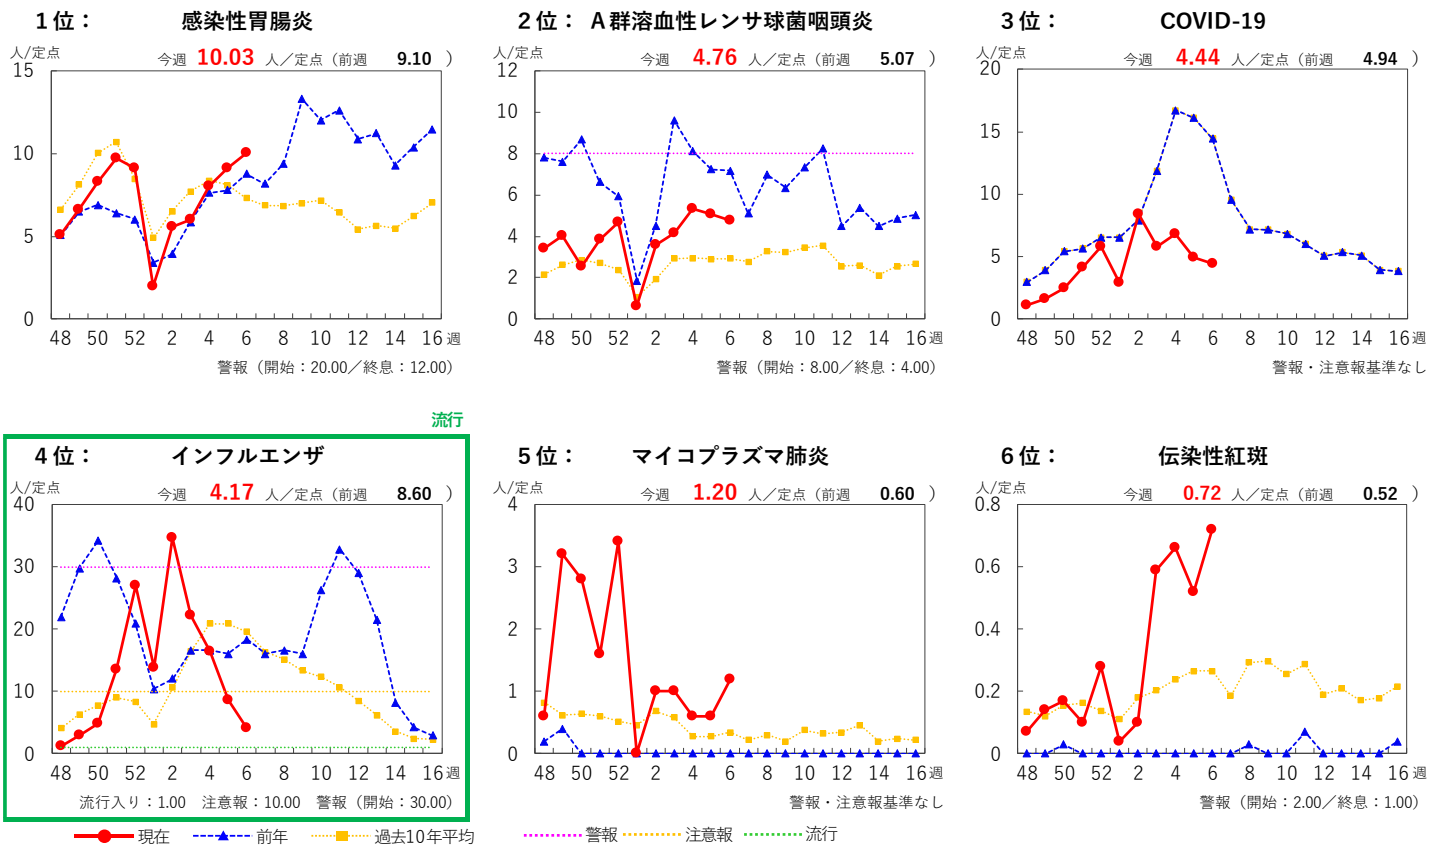 １位： 感染性胃腸炎
人/定点 今週 10.03 人／定点（前週 9.10 ）
15
10
5
0
48 50 52 2 4 6 8 10 12 14 16 週
警報（開始：20.00／終息：12.00）
２位： Ａ群溶血性レンサ球菌咽頭炎
人/定点 今週 4.76 人／定点（前週 5.07 ）
12
10
8
6
4
2
0
48 50 52 2 4 6 8 10 12 14 16 週
警報（開始：8.00／終息：4.00）
３位： COVID-19
人/定点 今週 4.44 人／定点（前週 4.94 ）
20
15
10
5
0
48 50 52 2 4 6 8 10 12 14 16 週
警報・注意報基準なし
流行
４位： インフルエンザ
人/定点 今週 4.17 人／定点（前週 8.60 ）
40
30
20
10
0
48 50 52 2 4 6 8 10 12 14 16 週
流行入り：1.00 注意報：10.00 警報（開始：30.00）
５位： マイコプラズマ肺炎
人/定点 今週 1.20 人／定点（前週 0.60 ）
4
3
2
1
0
48 50 52 2 4 6 8 10 12 14 16 週
警報・注意報基準なし
６位： 伝染性紅斑
人/定点 今週 0.72 人／定点（前週 0.52 ）
0.8
0.6
0.4
0.2
0
48 50 52 2 4 6 8 10 12 14 16 週
警報（開始：2.00／終息：1.00）
現在 前年 過去10年平均 警報 注意報 流行